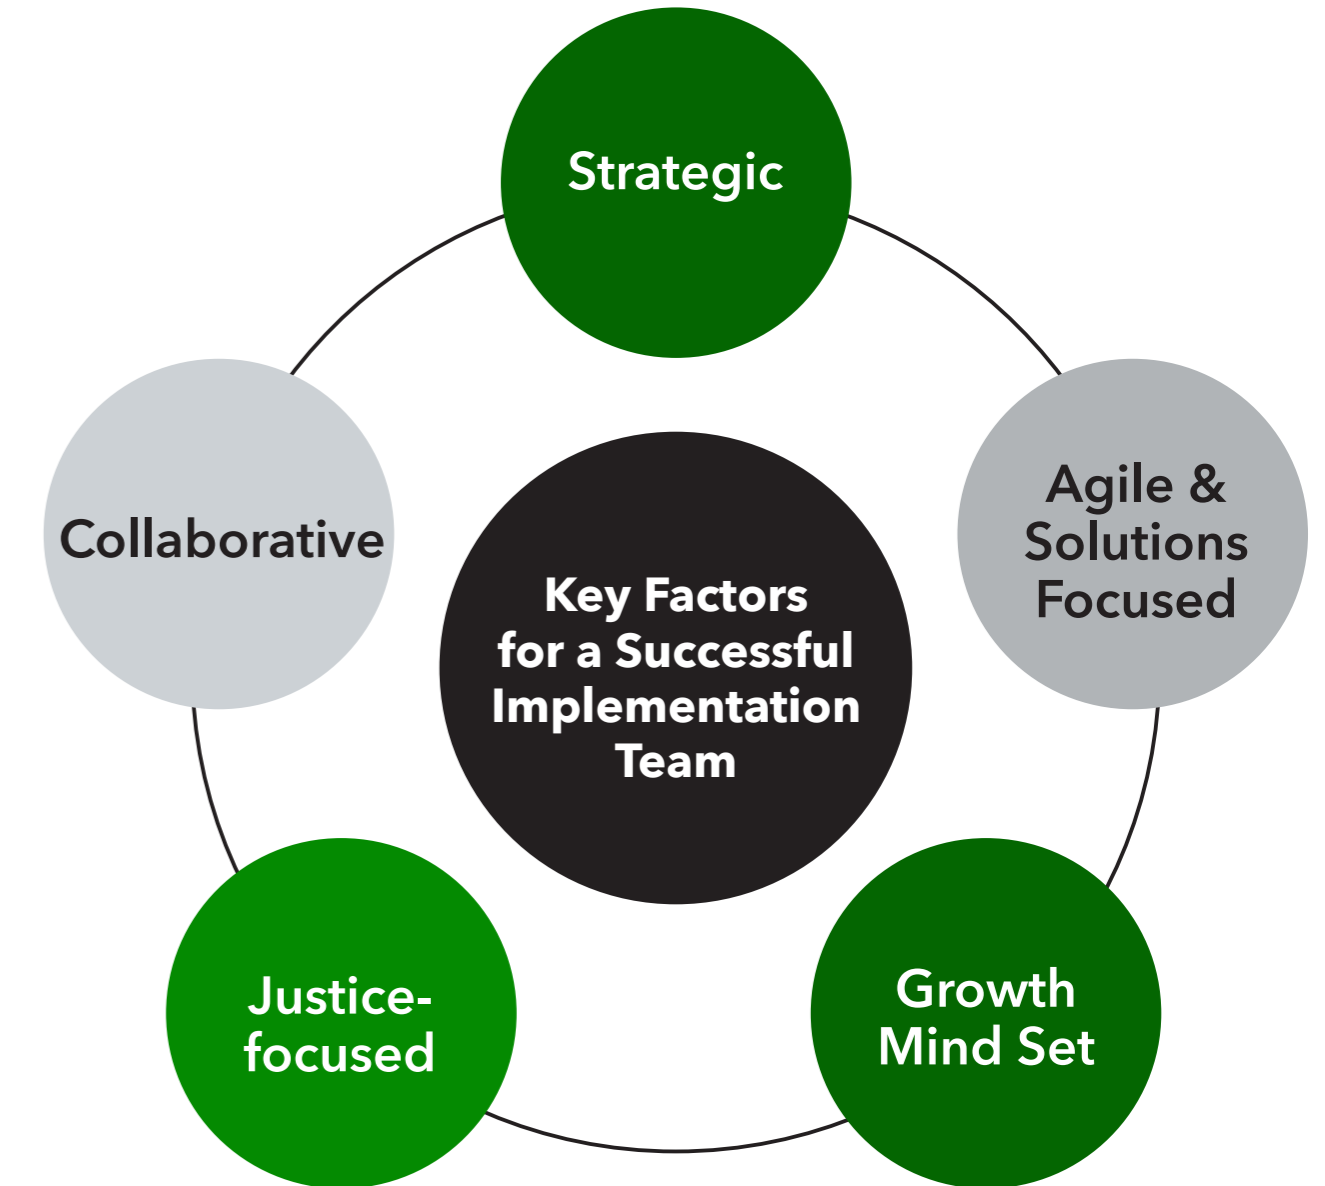 Strategic
Agile &
Solutions
Focused
Growth
Mind Set
Justice-
focused
Collaborative
Key Factors
for a Successful
Implementation
Team